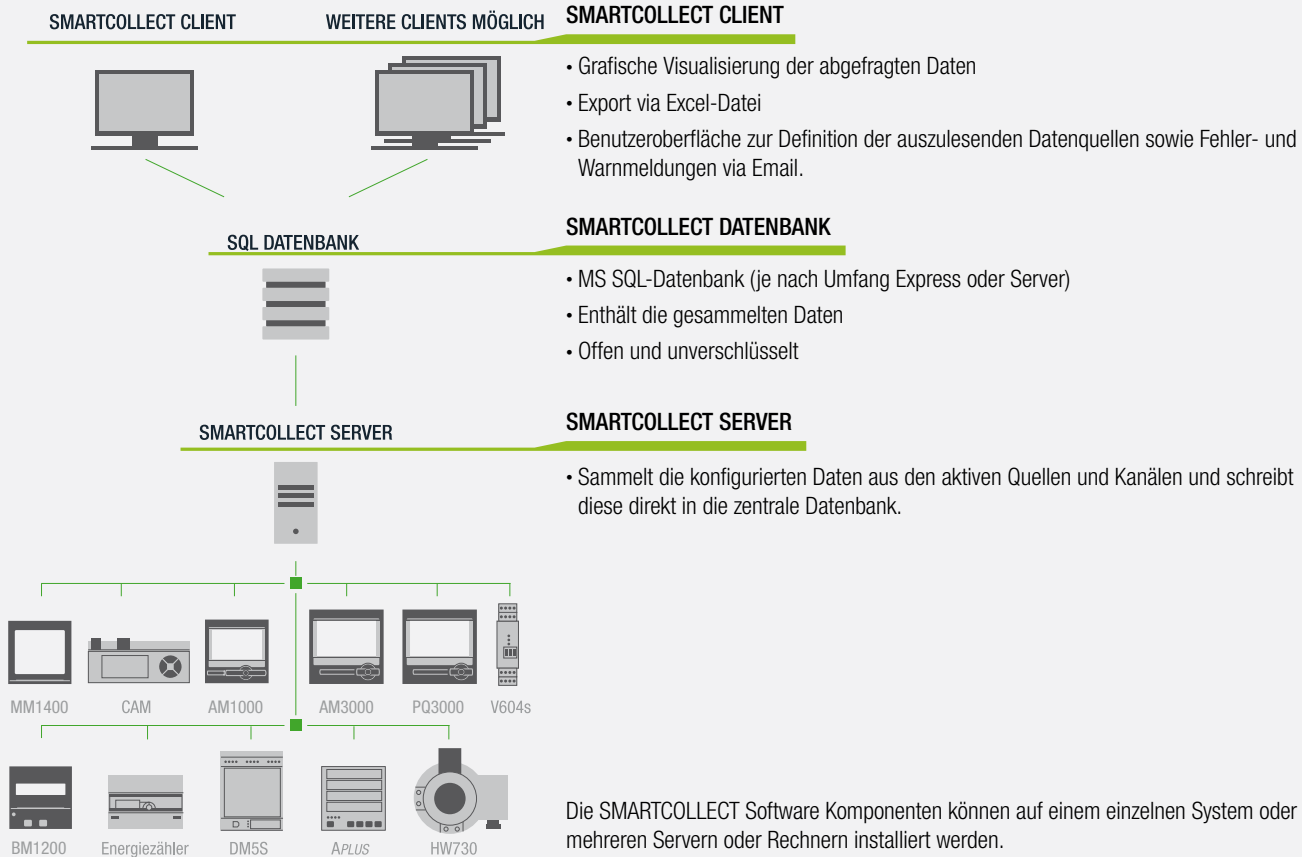 SMARTCOLLECT CLIENT
WEITERE CLIENTS MÖGLICH
SMARTCOLLECT CLIENT
• Grafische Visualisierung der abgefragten Daten
• Export via Excel-Datei
• Benutzeroberfläche zur Definition der auszulesenden Datenquellen sowie Fehler- und
Warnmeldungen via Email.
SQL DATENBANK
SMARTCOLLECT DATENBANK
• MS SQL-Datenbank (je nach Umfang Express oder Server)
• Enthält die gesammelten Daten
• Offen und unverschlüsselt
SMARTCOLLECT SERVER
SMARTCOLLECT SERVER
• Sammelt die konfigurierten Daten aus den aktiven Quellen und Kanälen und schreibt
diese direkt in die zentrale Datenbank.
MM1400
CAM
AM1000
AM3000
PQ3000
V604s
BM1200
Energiezähler
DM5S
APLUS
HW730
Die SMARTCOLLECT Software Komponenten können auf einem einzelnen System oder
mehreren Servern oder Rechnern installiert werden.